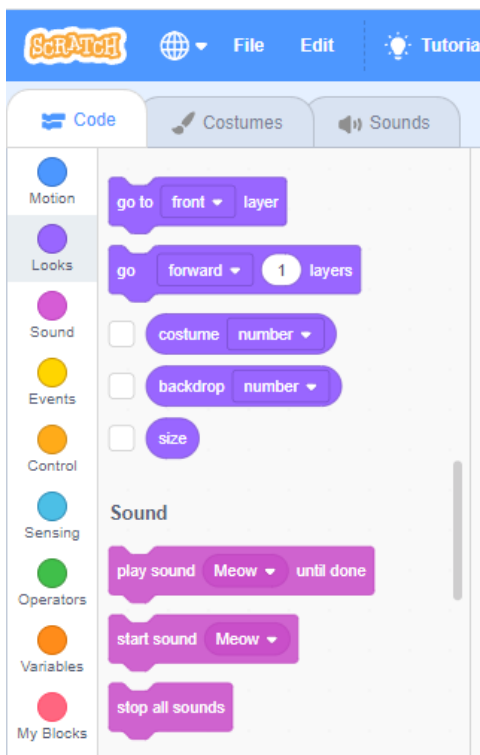 SCRATCH File Edit
Code Costumes Sounds
Motion
Looks
Sound
Events
Control
Sensing
Operators
Variables
My Blocks
go to front layer
go forward 1 layers
costume number
backdrop number
size
Sound
play sound Meow until done
start sound Meow
stop all sounds